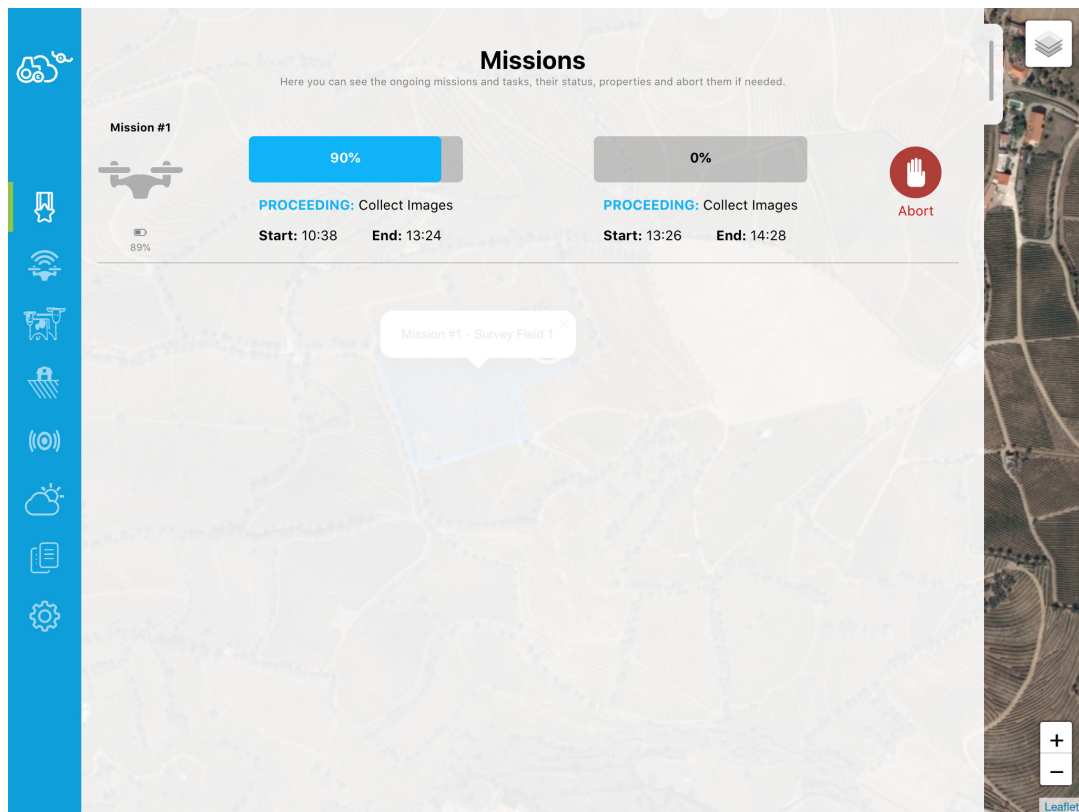 Missions
Here you can see the ongoing missions and tasks, their status, properties and abort them if needed.
Mission #1
90%
0%
PROCEEDING: Collect Images
PROCEEDING: Collect Images
Abort
Start: 10:38 End: 13:24
Start: 13:26 End: 14:28
89%
Mission #1 - Survey Field 1
×
+
−
Leaflet